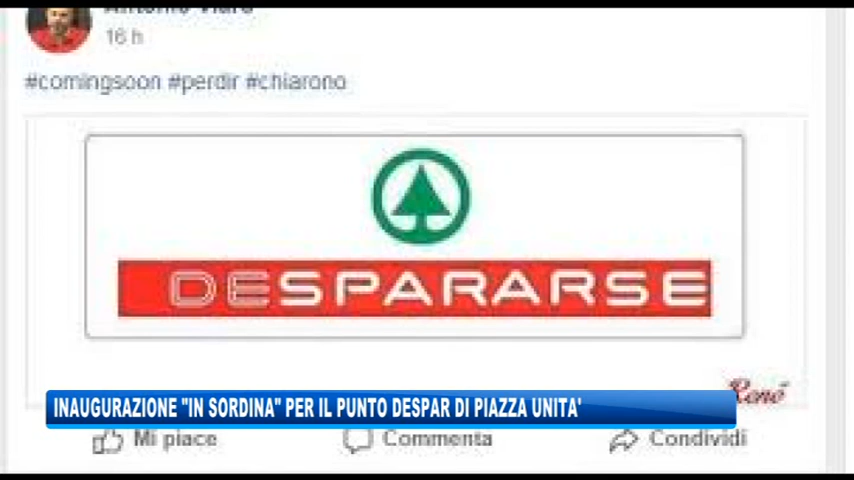 16 h
#comingsoon #perdir #chiarono
DESPARARSE
René
INAUGURAZIONE "IN SORDINA" PER IL PUNTO DESPAR DI PIAZZA UNITA'
Mi piace Commenta Condividi